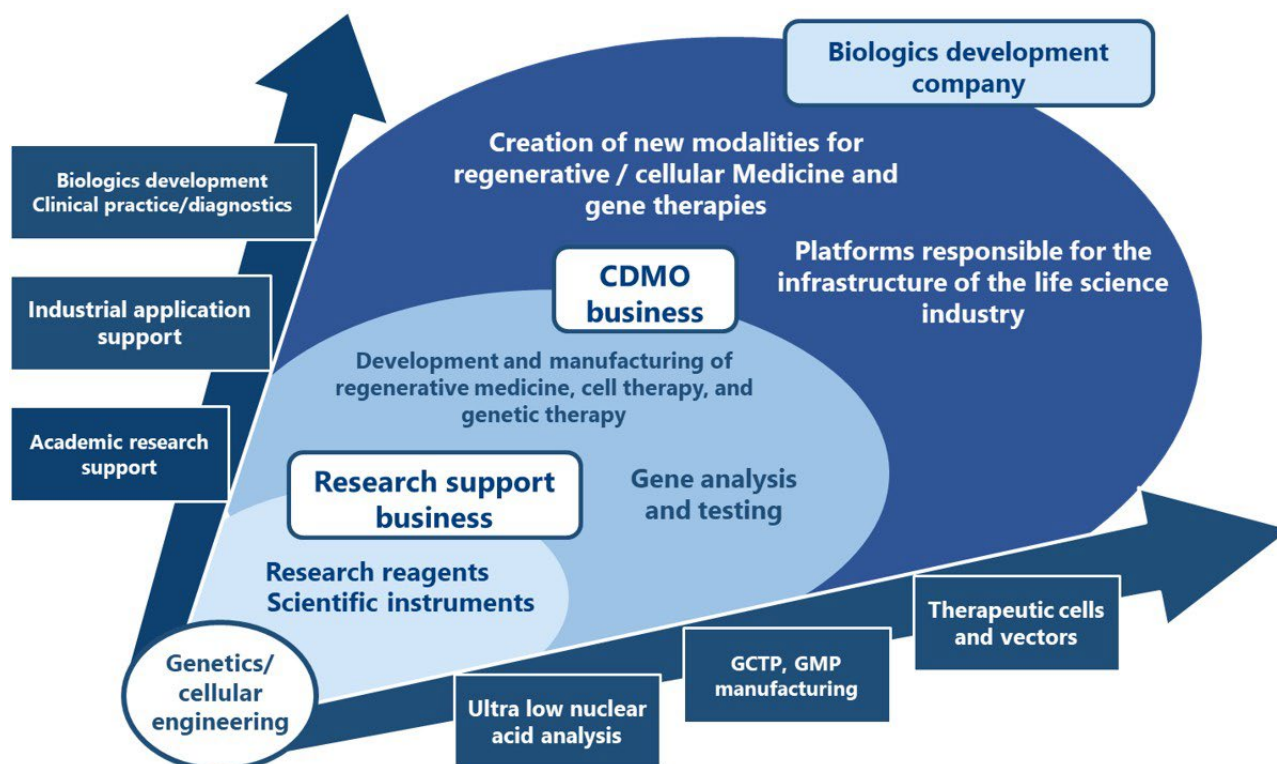 Biologics development
company
Creation of new modalities for
regenerative / cellular Medicine and
gene therapies
Biologics development
Clinical practice/diagnostics
Platforms responsible for the
infrastructure of the life science
industry
CDMO
business
Industrial application
support
Development and manufacturing of
regenerative medicine, cell therapy, and
genetic therapy
Academic research
support
Research support
business
Gene analysis
and testing
Research reagents
Scientific instruments
Therapeutic cells
and vectors
GCTP, GMP
manufacturing
Genetics/
cellular
engineering
Ultra low nuclear
acid analysis